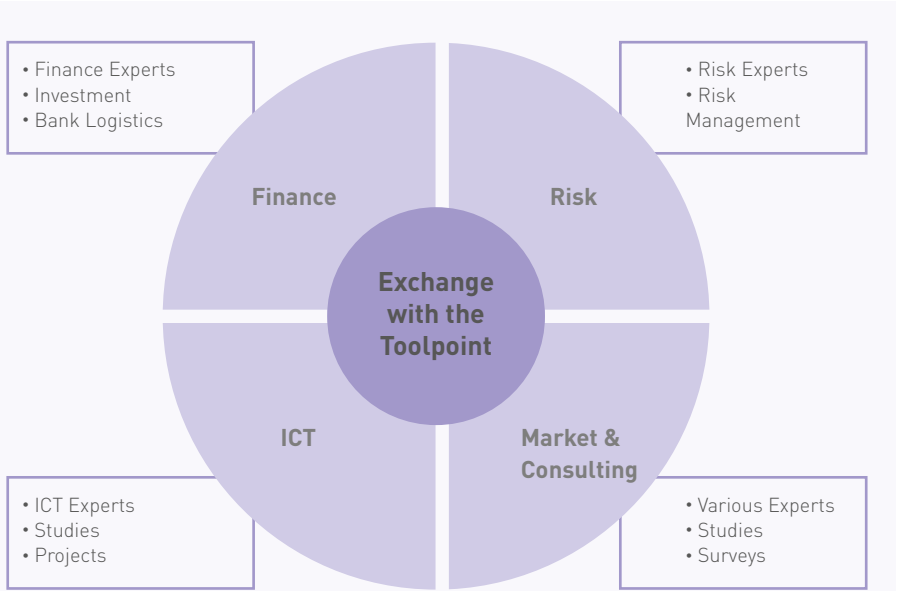 • Finance Experts
• Investment
• Bank Logistics
• Risk Experts
• Risk
Management
Finance
Risk
Exchange
with the
Toolpoint
ICT
Market &
Consulting
• ICT Experts
• Studies
• Projects
• Various Experts
• Studies
• Surveys